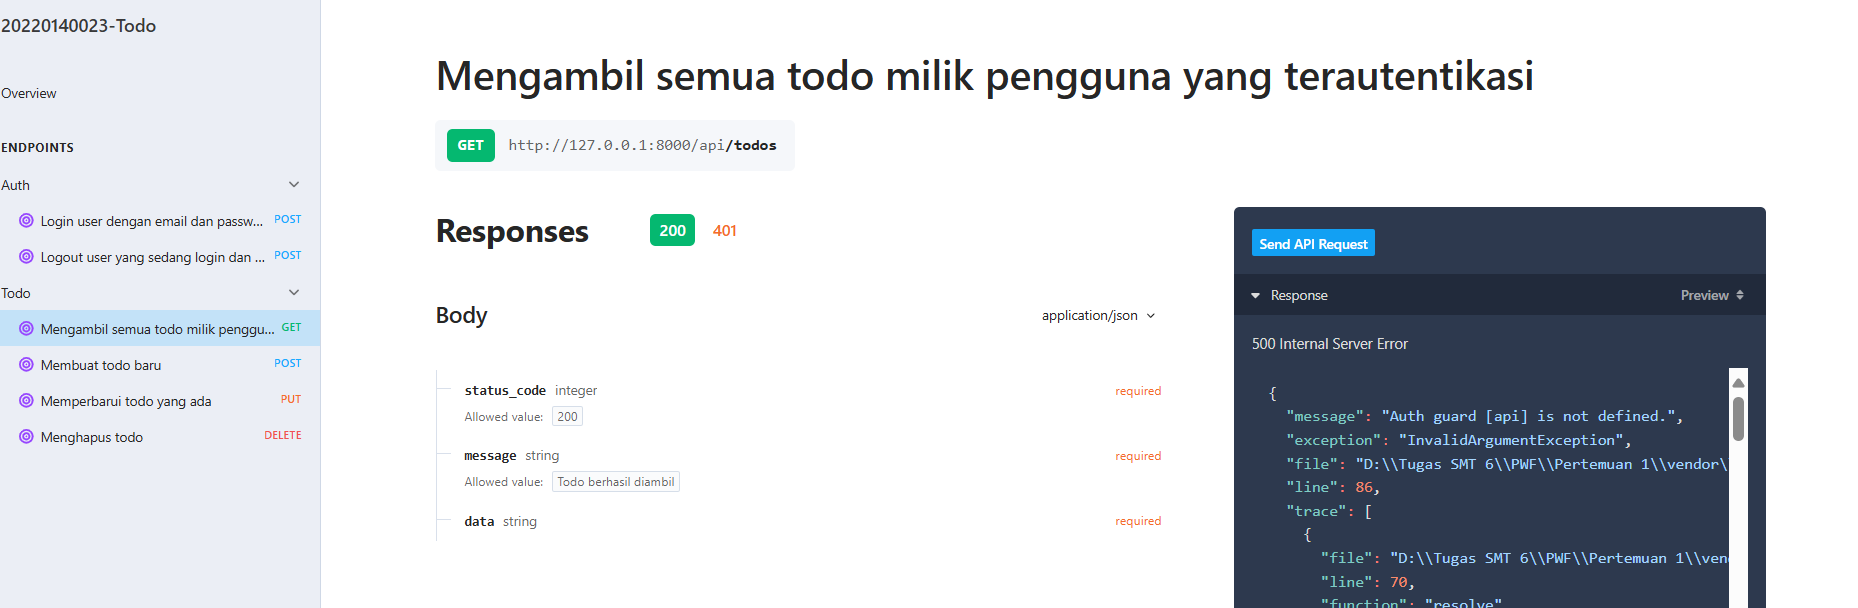 20220140023-Todo
Overview
ENDPOINTS
Auth
Login user dengan email dan passw... POST
Logout user yang sedang login dan ... POST
Todo
Mengambil semua todo milik penggu... GET
Membuat todo baru POST
Memperbarui todo yang ada PUT
Menghapus todo DELETE
Mengambil semua todo milik pengguna yang terautentikasi
GET http://127.0.0.1:8000/api/todos
Responses 200 401
Body application/json
status_code integer required
Allowed value: 200
message string required
Allowed value: Todo berhasil diambil
data string required
Send API Request
Response Preview
500 Internal Server Error
{
"message": "Auth guard [api] is not defined.",
"exception": "InvalidArgumentException",
"file": "D:\\Tugas SMT 6\\PWF\\Pertemuan 1\\vendor\
"line": 86,
"trace": [
{
"file": "D:\\Tugas SMT 6\\PWF\\Pertemuan 1\\ven
"line": 70,
"function": "resolve"